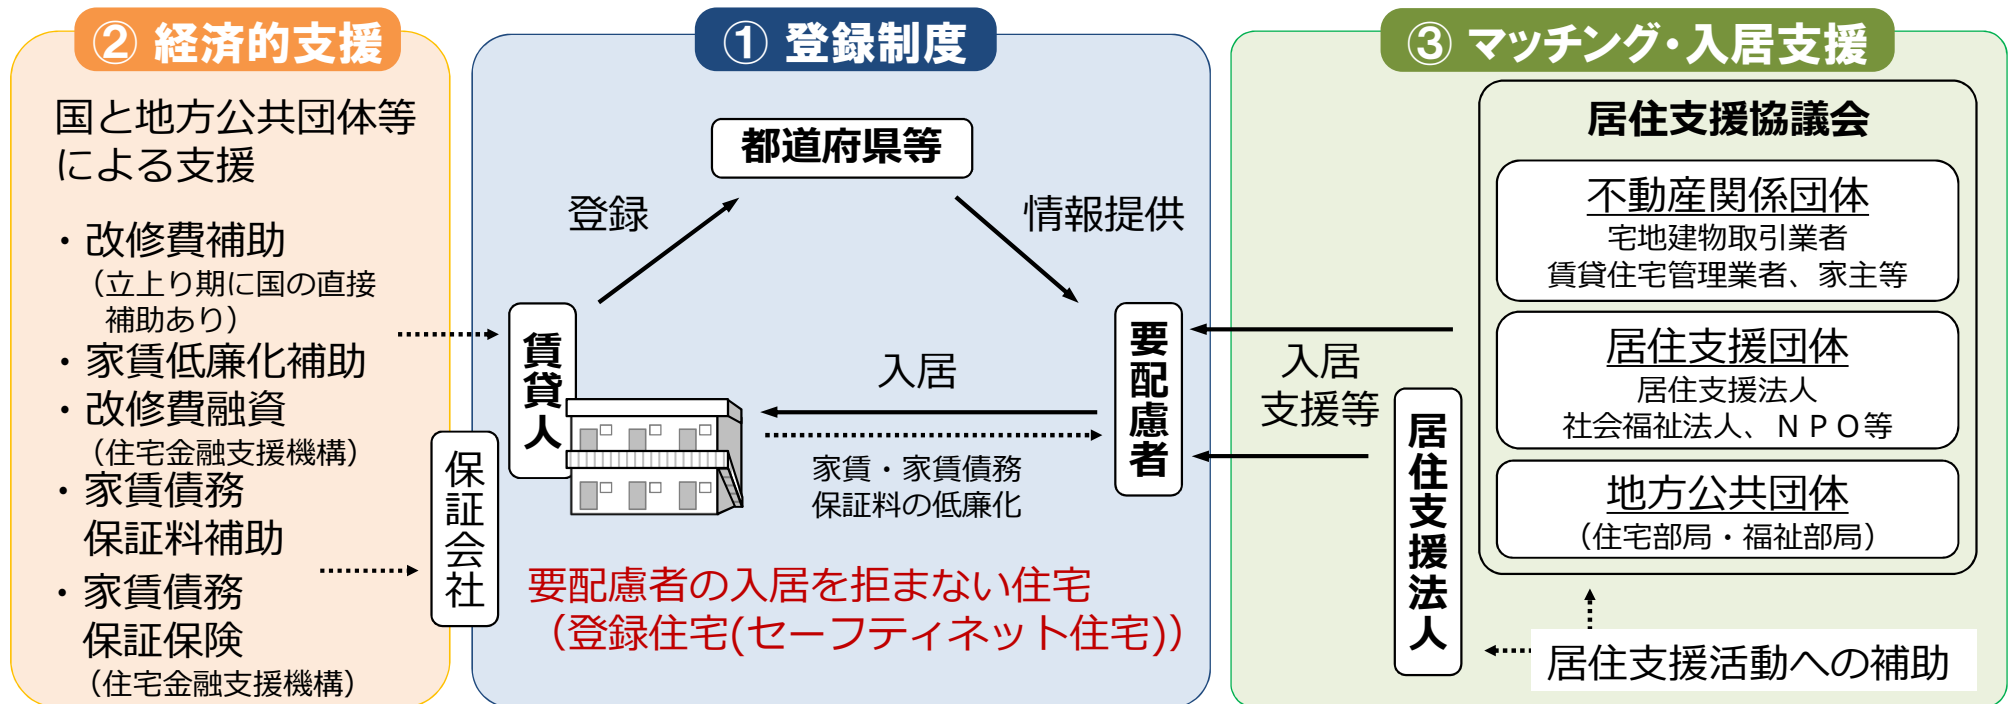 ② 経済的支援
国と地方公共団体等
による支援
・改修費補助
（立上り期に国の直接
補助あり）
・家賃低廉化補助
・改修費融資
（住宅金融支援機構）
・家賃債務
保証料補助
・家賃債務
保証保険
（住宅金融支援機構）
保証会社
① 登録制度
都道府県等
登録
情報提供
賃貸人
要配慮者
入居
家賃・家賃債務
保証料の低廉化
要配慮者の入居を拒まない住宅
（登録住宅(セーフティネット住宅)）
③ マッチング・入居支援
入居
支援等
居住支援法人
居住支援協議会
不動産関係団体
宅地建物取引業者
賃貸住宅管理業者、家主等
居住支援団体
居住支援法人
社会福祉法人、ＮＰＯ等
地方公共団体
（住宅部局・福祉部局）
居住支援活動への補助